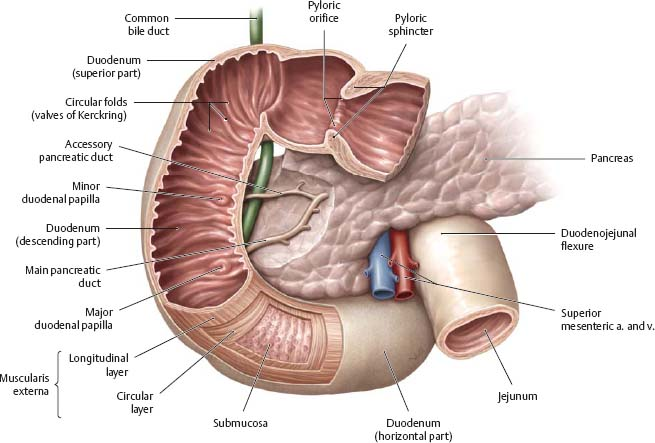 Common
bile duct
Pyloric
orifice
Pyloric
sphincter
Duodenum
(superior part)
Circular folds
(valves of Kerckring)
Accessory
pancreatic duct
Minor
duodenal papilla
Duodenum
(descending part)
Main pancreatic
duct
Major
duodenal papilla
Longitudinal
layer
Muscularis
externa
Circular
layer
Submucosa
Duodenum
(horizontal part)
Jejunum
Superior
mesenteric a. and v.
Duodenojejunal
flexure
Pancreas